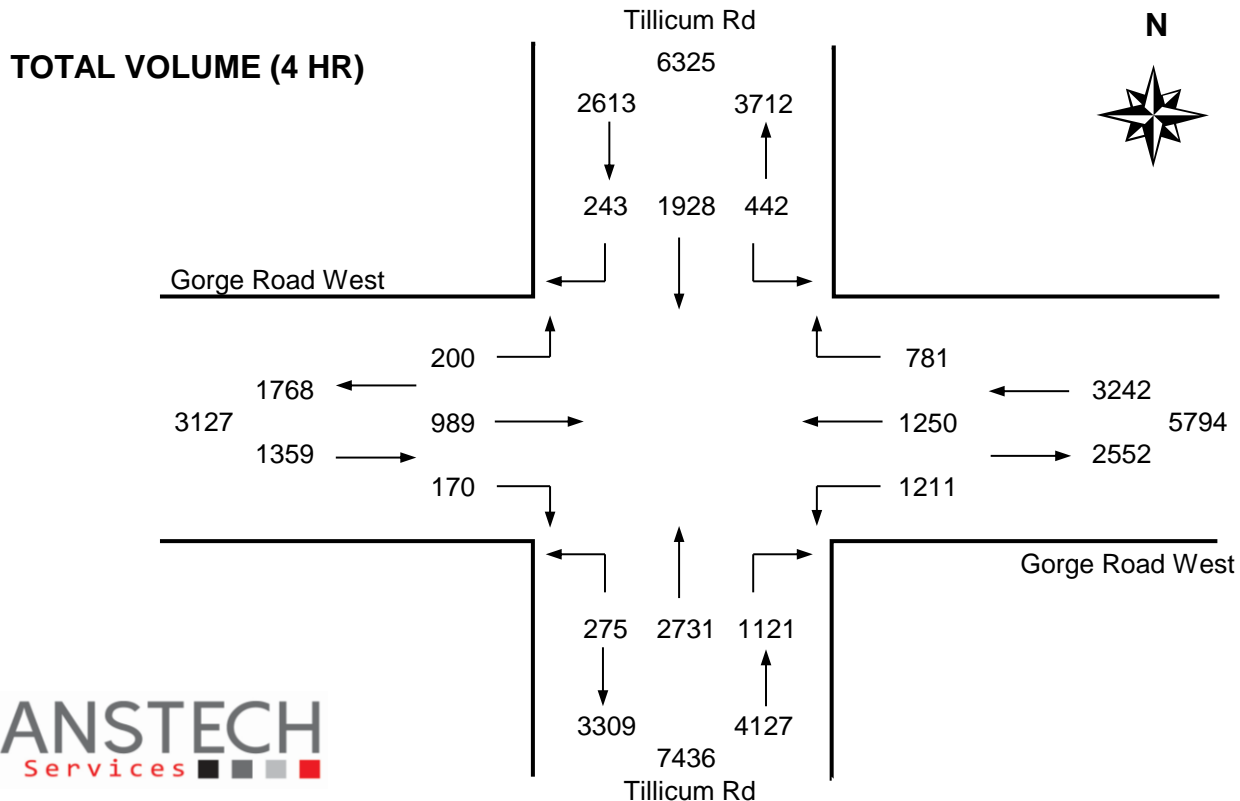 Tillicum Rd
N
TOTAL VOLUME (4 HR)
6325
2613 3712
243 1928 442
Gorge Road West
200 781
1768 3242
3127 989 1250 5794
1359 2552
170 1211
Gorge Road West
275 2731 1121
3309 4127
7436
Tillicum Rd
ANSTECH
Services